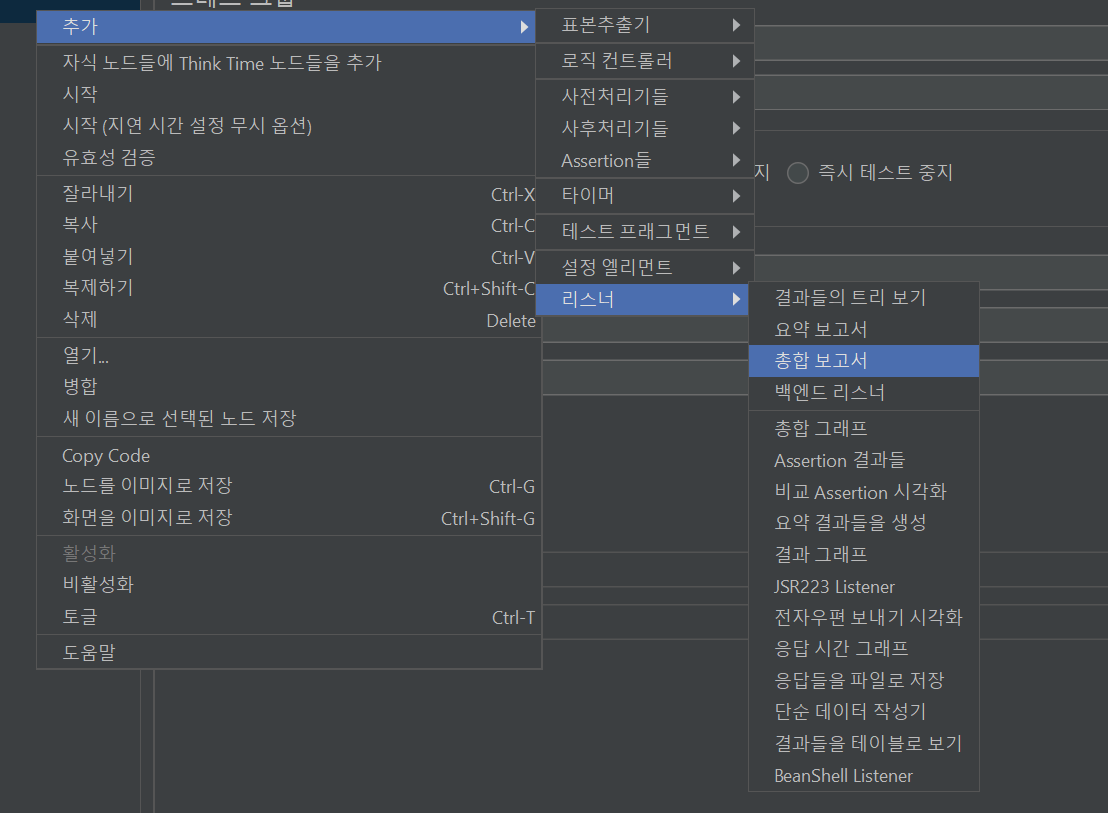 추가
자식 노드들에 Think Time 노드들을 추가
시작
시작 (지연 시간 설정 무시 옵션)
유효성 검증
잘라내기 Ctrl-X
복사 Ctrl-C
붙여넣기 Ctrl-V
복제하기 Ctrl+Shift-C
삭제 Delete
열기...
병합
새 이름으로 선택된 노드 저장
Copy Code
노드를 이미지로 저장 Ctrl-G
화면을 이미지로 저장 Ctrl+Shift-G
활성화
비활성화
토글 Ctrl-T
도움말
표본추출기
로직 컨트롤러
사전처리기들
사후처리기들
Assertion들
타이머
테스트 프래그먼트
설정 엘리먼트
리스너
지 즉시 테스트 중지
결과들의 트리 보기
요약 보고서
총합 보고서
백엔드 리스너
총합 그래프
Assertion 결과들
비교 Assertion 시각화
요약 결과들을 생성
결과 그래프
JSR223 Listener
전자우편 보내기 시각화
응답 시간 그래프
응답들을 파일로 저장
단순 데이터 작성기
결과들을 테이블로 보기
BeanShell Listener